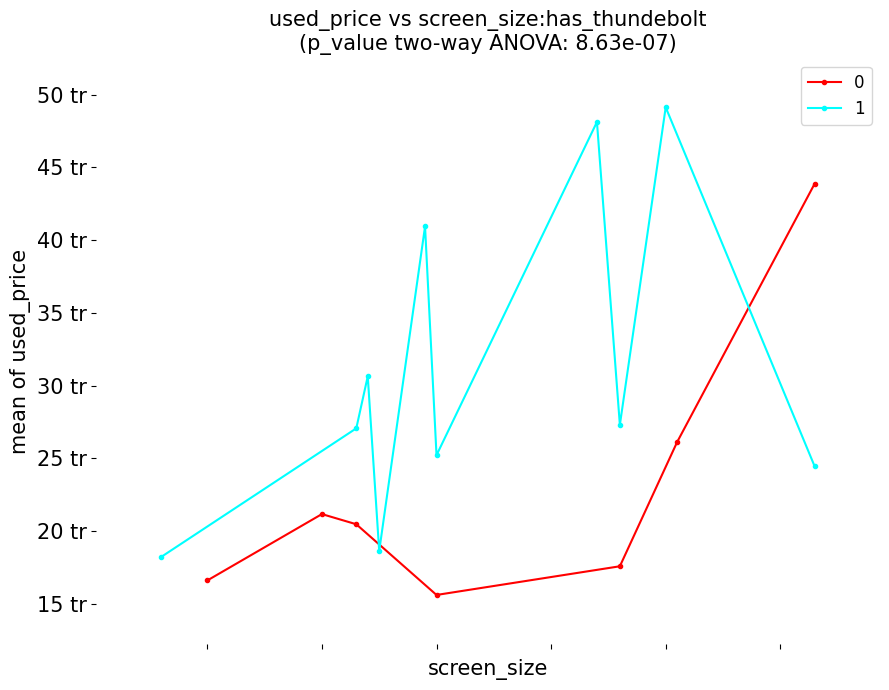 used_price vs screen_size:has_thundebolt
(p_value two-way ANOVA: 8.63e-07)
0
1
50 tr
45 tr
40 tr
35 tr
30 tr
25 tr
20 tr
15 tr
mean of used_price
screen_size